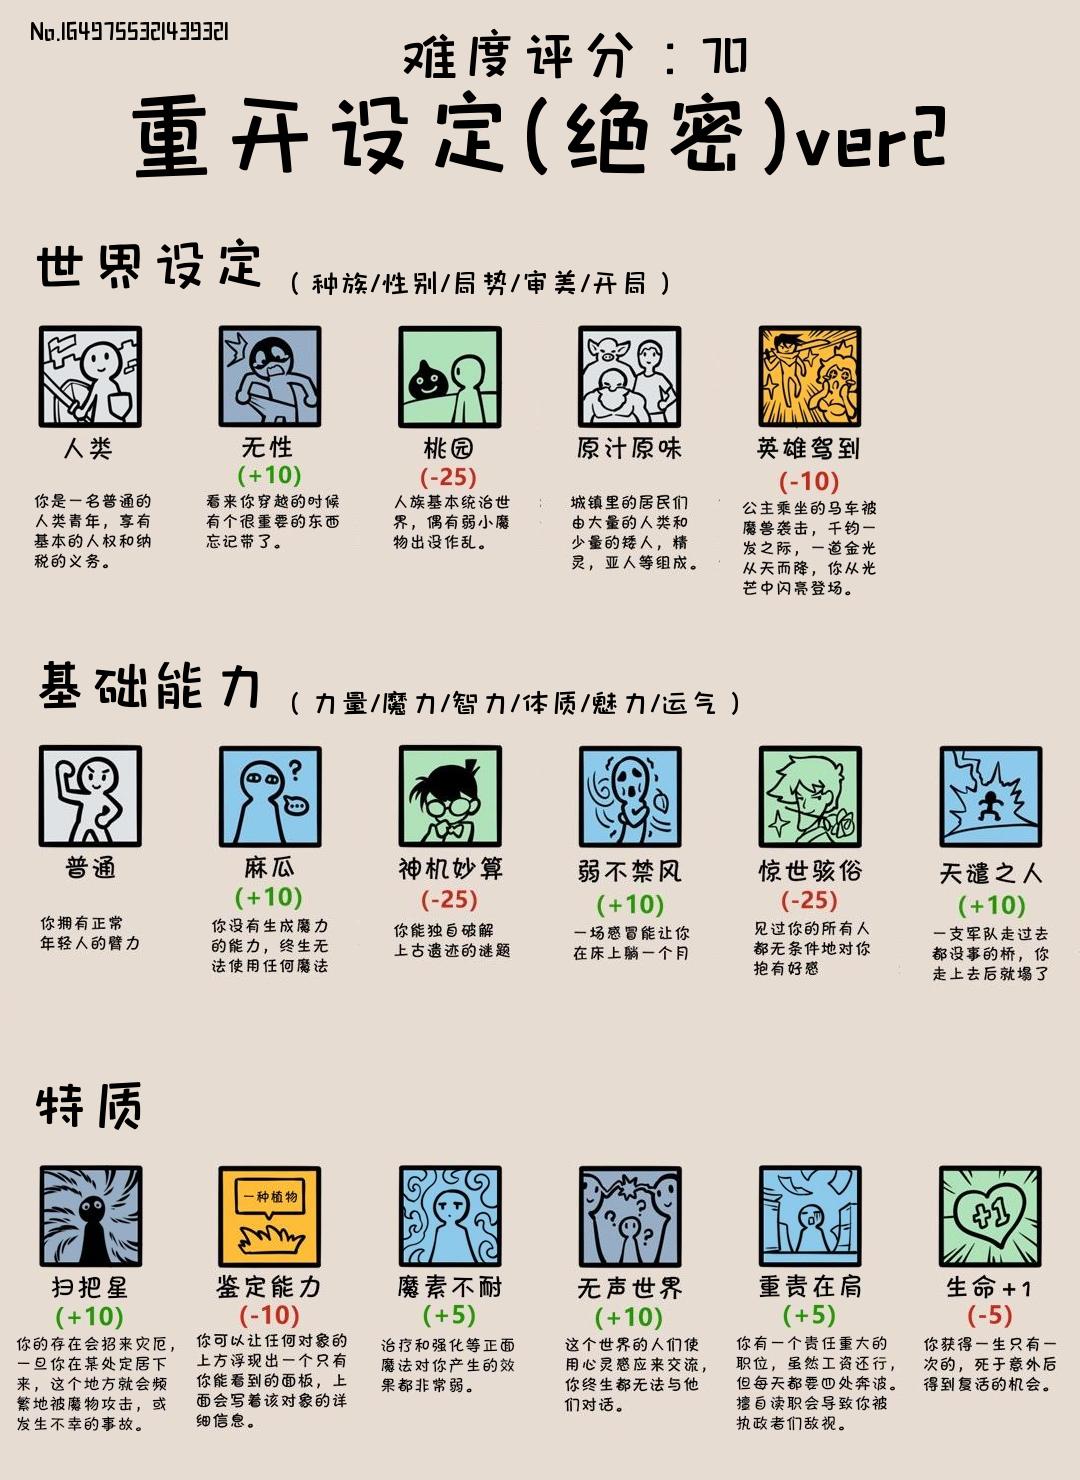 No.1649755321439321
难度评分：70
重开设定(绝密)ver2
世界设定 （种族/性别/局势/审美/开局）
人类
你是一名普通的
人类青年，享有
基本的人权和纳
税的义务。
无性
(+10)
看来你穿越的时候
有个很重要的东西
忘记带了。
桃园
(-25)
人族基本统治世
界，偶有弱小魔
物出没作乱。
原汁原味
城镇里的居民们
由大量的人类和
少量的矮人，精
灵，亚人等组成。
英雄驾到
(-10)
公主乘坐的马车被
魔兽袭击，千钧一
发之际，一道金光
从天而降，你从光
芒中闪亮登场。
基础能力 （力量/魔力/智力/体质/魅力/运气）
普通
你拥有正常
年轻人的臂力
麻瓜
(+10)
你没有生成魔力
的能力，终生无
法使用任何魔法
神机妙算
(-25)
你能独自破解
上古遗迹的谜题
弱不禁风
(+10)
一场感冒能让你
在床上躺一个月
惊世骇俗
(-25)
见过你的所有人
都无条件地对你
抱有好感
天谴之人
(+10)
一支军队走过去
都没事的桥，你
走上去后就塌了
特质
扫把星
(+10)
你的存在会招来灾厄，
一旦你在某处定居下
来，这个地方就会频
繁地被魔物攻击，或
发生不幸的事故。
一种植物
鉴定能力
(-10)
你可以让任何对象的
上方浮现出一个只有
你能看到的面板，上
面会写着该对象的详
细信息。
魔素不耐
(+5)
治疗和强化等正面
魔法对你产生的效
果都非常弱。
无声世界
(+10)
这个世界的人们使
用心灵感应来交流，
你终生都无法与他
们对话。
重责在肩
(+5)
你有一个责任重大的
职位，虽然工资还行，
但每天都要四处奔波。
擅自读职会导致你被
执政者们敌视。
+1
生命+1
(-5)
你获得一生只有一
次的，死于意外后
得到复活的机会。